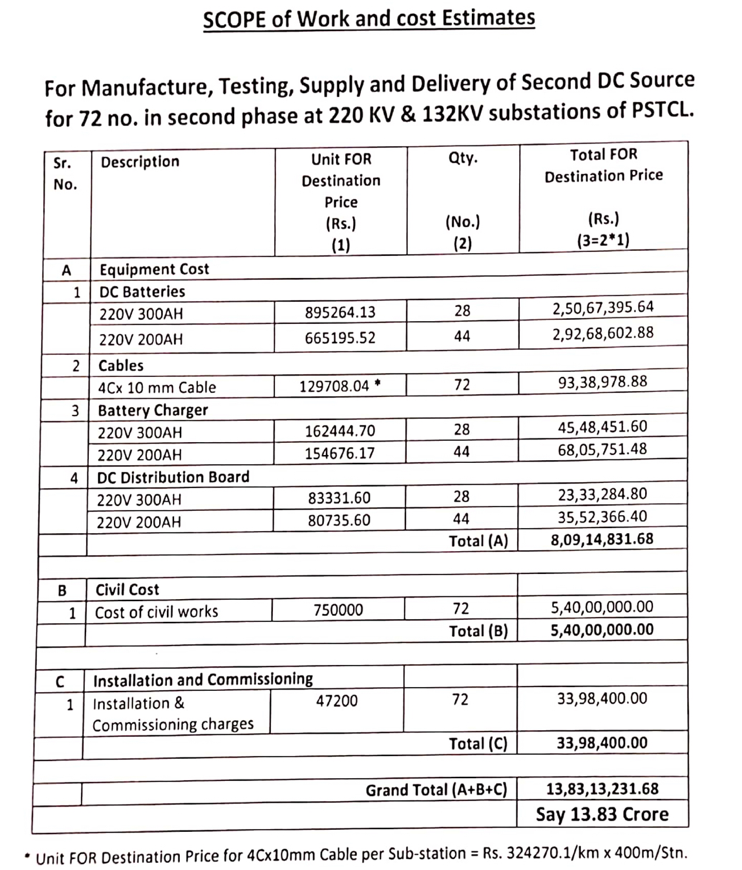 SCOPE of Work and cost Estimates
For Manufacture, Testing, Supply and Delivery of Second DC Source
for 72 no. in second phase at 220 KV & 132KV substations of PSTCL.
Sr. No. Description Unit FOR Destination Price (Rs.) (1) Qty. (No.) (2) Total FOR Destination Price (Rs.) (3=2*1)
A Equipment Cost
1 DC Batteries
220V 300AH 895264.13 28 2,50,67,395.64
220V 200AH 665195.52 44 2,92,68,602.88
2 Cables
4Cx 10 mm Cable 129708.04 * 72 93,38,978.88
3 Battery Charger
220V 300AH 162444.70 28 45,48,451.60
220V 200AH 154676.17 44 68,05,751.48
4 DC Distribution Board
220V 300AH 83331.60 28 23,33,284.80
220V 200AH 80735.60 44 35,52,366.40
Total (A) 8,09,14,831.68
B Civil Cost
1 Cost of civil works 750000 72 5,40,00,000.00
Total (B) 5,40,00,000.00
C Installation and Commissioning
1 Installation & 47200 72 33,98,400.00
Commissioning charges
Total (C) 33,98,400.00
Grand Total (A+B+C) 13,83,13,231.68
Say 13.83 Crore
* Unit FOR Destination Price for 4Cx10mm Cable per Sub-station = Rs. 324270.1/km x 400m/Stn.